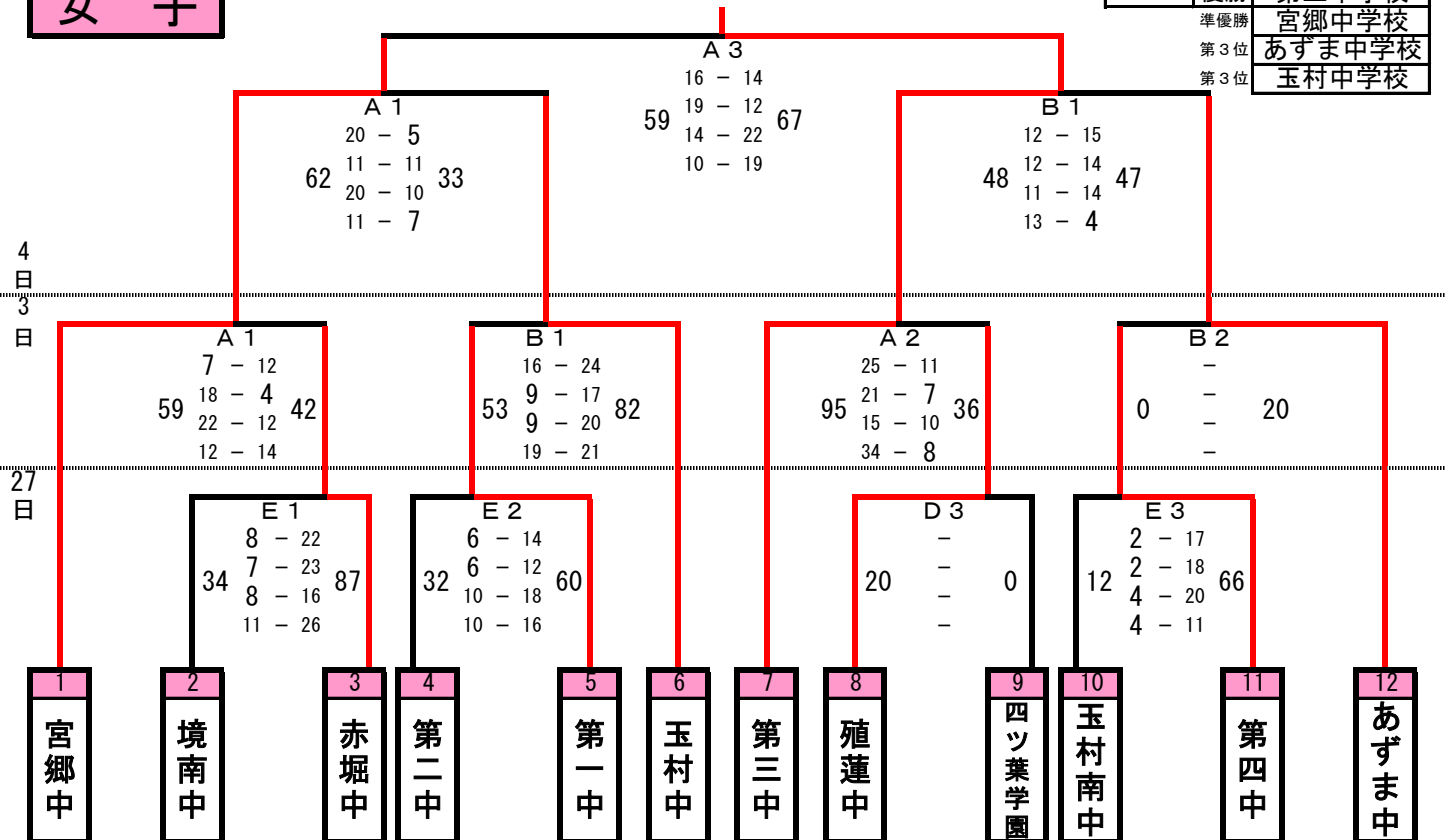 女 子
準優勝 宮郷中学校
第3位 あずま中学校
第3位 玉村中学校
A3
16 - 14
19 - 12
59 67
14 - 22
10 - 19
A1
20 - 5
11 - 11
62 33
20 - 10
11 - 7
B1
12 - 15
12 - 14
48 47
11 - 14
13 - 4
4
日
3
日
A1
7 - 12
18 - 4
59 42
22 - 12
12 - 14
B1
16 - 24
9 - 17
53 82
9 - 20
19 - 21
A2
25 - 11
21 - 7
95 36
15 - 10
34 - 8
B2
-
-
0 20
-
-
27
日
E1
8 - 22
7 - 23
34 87
8 - 16
11 - 26
E2
6 - 14
6 - 12
32 60
10 - 18
10 - 16
D3
-
-
20 0
-
-
E3
2 - 17
2 - 18
12 66
4 - 20
4 - 11
1 2 3 4 5 6 7 8 9 10 11 12
宮郷中
境南中
赤堀中
第二中
第一中
玉村中
第三中
殖蓮中
四ツ葉学園
玉村南中
第四中
あずま中